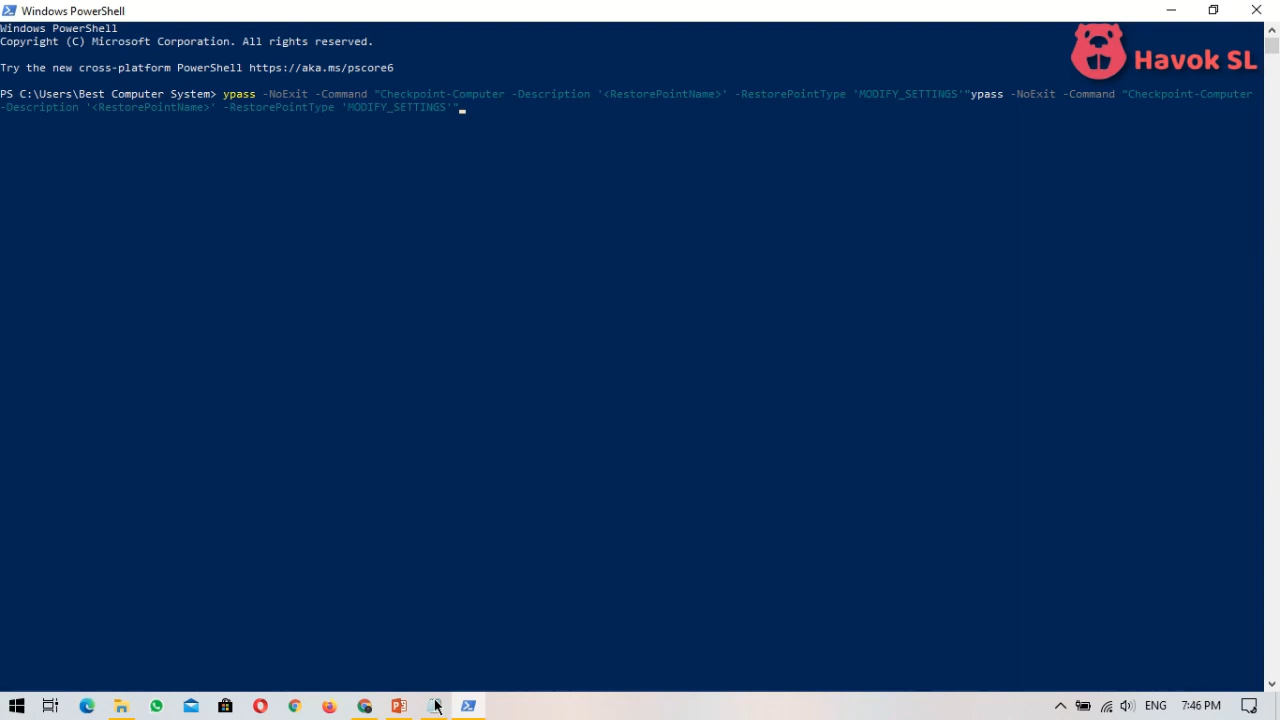 Windows PowerShell
Windows PowerShell
Copyright (C) Microsoft Corporation. All rights reserved.
Havok SL
Try the new cross-platform PowerShell https://aka.ms/pscore6
PS C:\Users\Best Computer System> ypass -NoExit -Command "Checkpoint-Computer -Description '<RestorePointName>' -RestorePointType 'MODIFY_SETTINGS'"ypass -NoExit -Command "Checkpoint-Computer
-Description '<RestorePointName>' -RestorePointType 'MODIFY_SETTINGS'"
ENG 7:46 PM